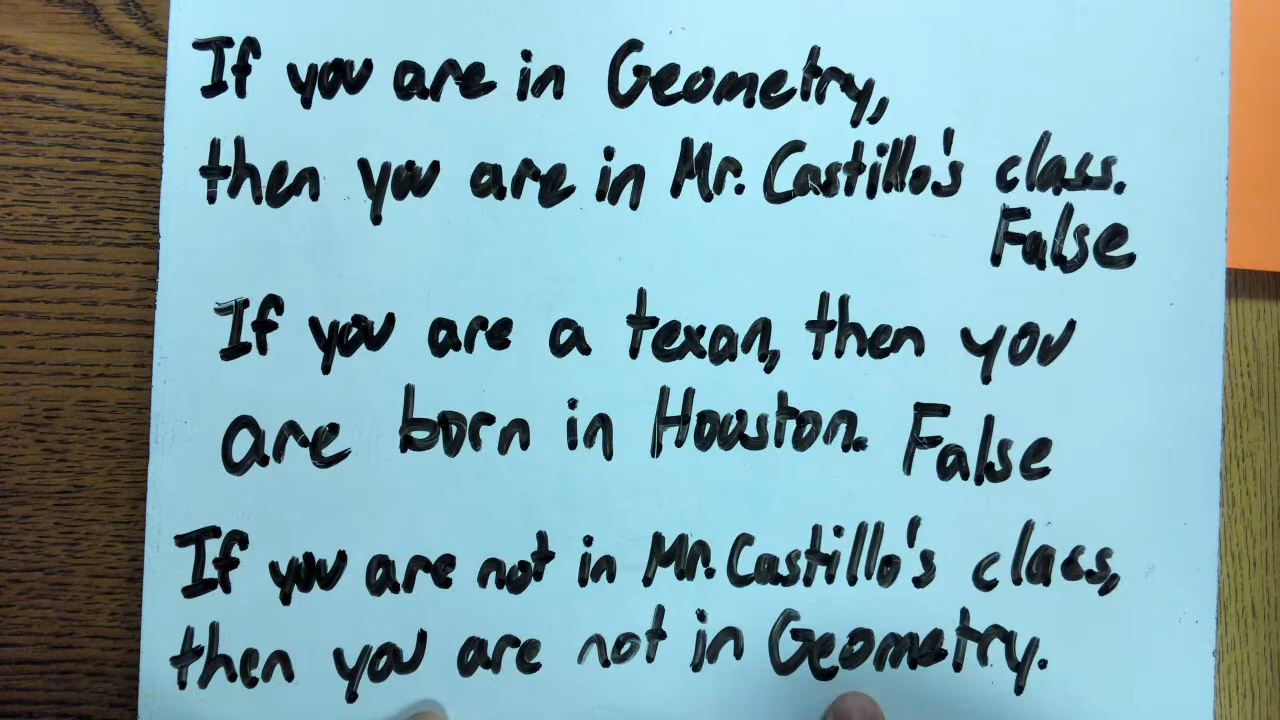 If you are in Geometry,
then you are in Mr. Castillo's class.
False
If you are a texan, then you
are born in Houston. False
If you are not in Mr. Castillo's class,
then you are not in Geometry.